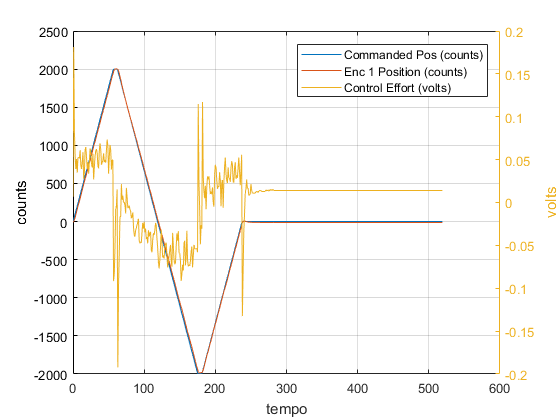 2500
2000
1500
1000
500
0
-500
-1000
-1500
-2000
counts
0.2
0.15
0.1
0.05
0
-0.05
-0.1
-0.15
-0.2
volts
Commanded Pos (counts)
Enc 1 Position (counts)
Control Effort (volts)
0 100 200 300 400 500 600
tempo